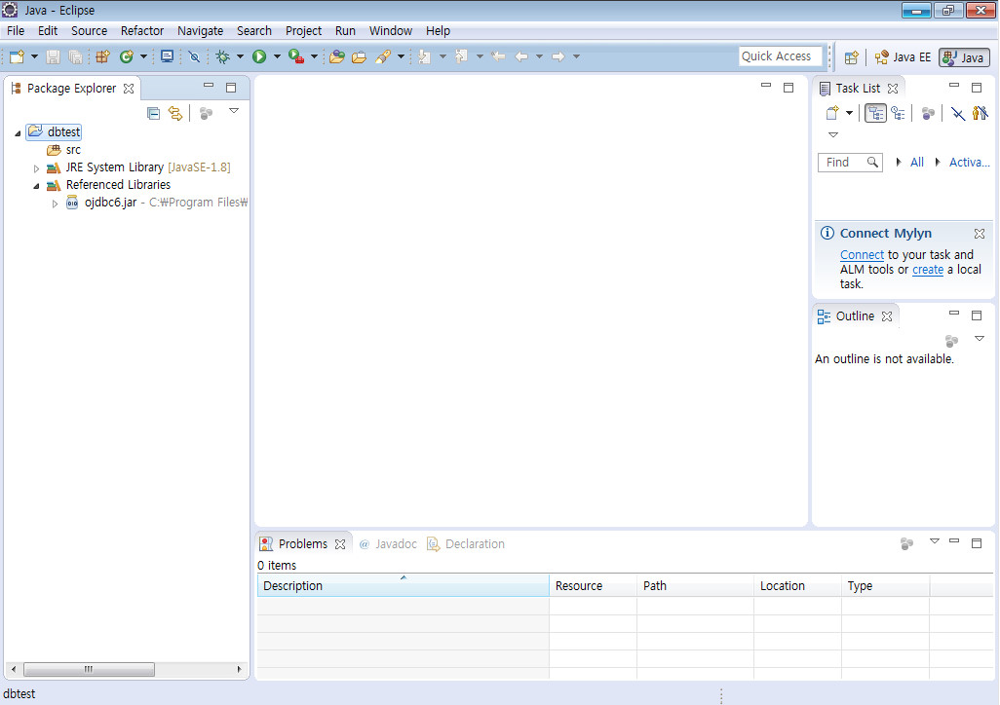 Java - Eclipse
File Edit Source Refactor Navigate Search Project Run Window Help
Quick Access
Java EE
Java
Package Explorer
dbtest
src
JRE System Library [JavaSE-1.8]
Referenced Libraries
ojdbc6.jar - C:₩Program Files₩
Task List
Find
All
Activa...
Connect Mylyn
Connect to your task and
ALM tools or create a local
task.
Outline
An outline is not available.
Problems
@ Javadoc
Declaration
0 items
Description Resource Path Location Type
dbtest